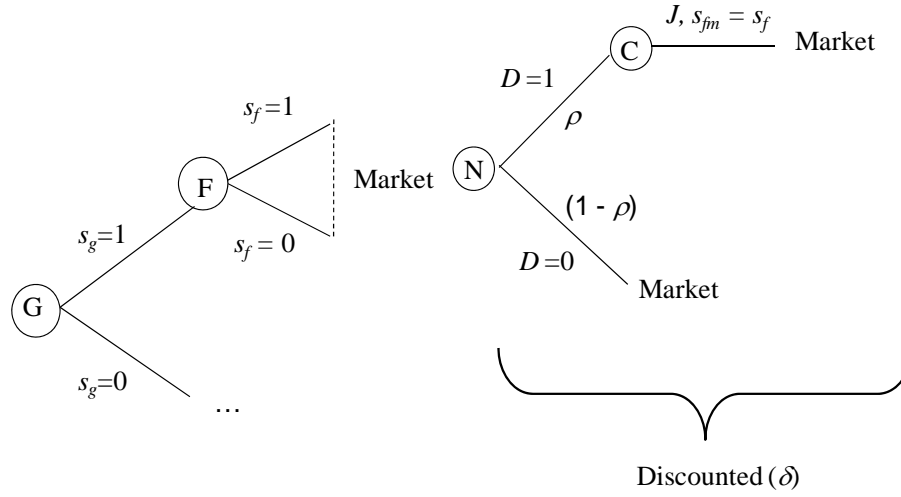 J, s_fm = s_f
Market
C
D=1
ρ
s_f=1
N
Market
F
(1 - ρ)
s_g=1
s_f = 0
D=0
Market
G
s_g=0
...
Discounted (δ)